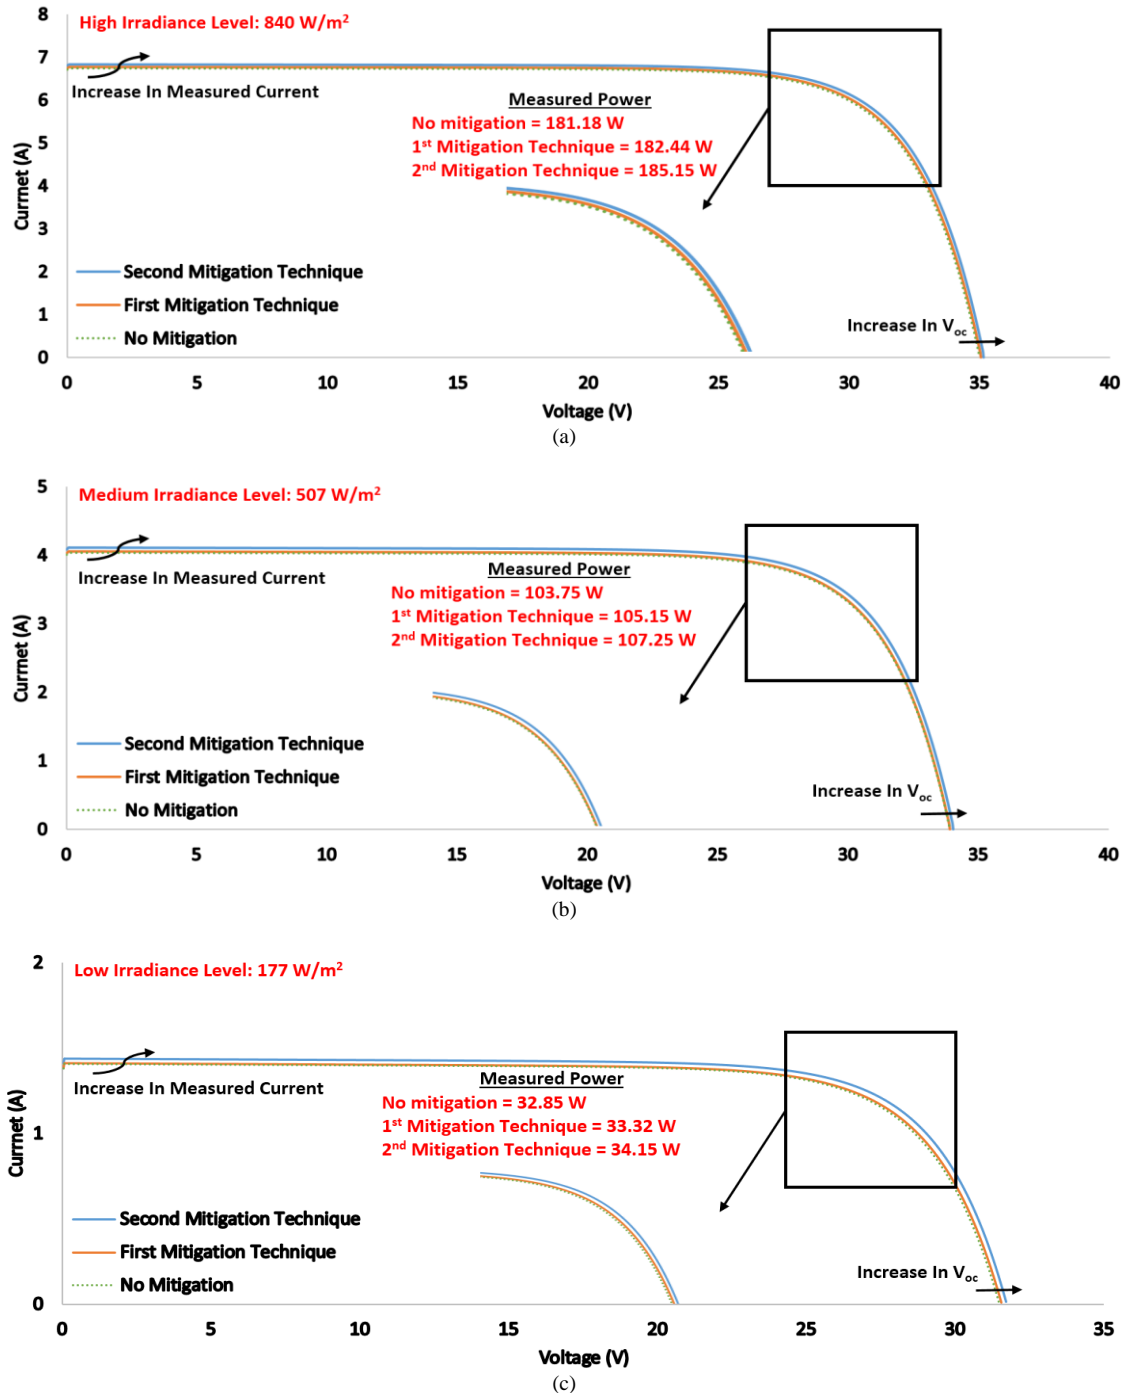 8
High Irradiance Level: 840 W/m²
7
Increase In Measured Current
6
Measured Power
No mitigation = 181.18 W
1st Mitigation Technique = 182.44 W
2nd Mitigation Technique = 185.15 W
5
4
3
2
1
0
Currnet (A)
Second Mitigation Technique
First Mitigation Technique
No Mitigation
Increase In Voc
0 5 10 15 20 25 30 35 40
Voltage (V)
(a)
5
Medium Irradiance Level: 507 W/m²
4
Increase In Measured Current
Measured Power
No mitigation = 103.75 W
1st Mitigation Technique = 105.15 W
2nd Mitigation Technique = 107.25 W
3
2
1
0
Currnet (A)
Second Mitigation Technique
First Mitigation Technique
No Mitigation
Increase In Voc
0 5 10 15 20 25 30 35 40
Voltage (V)
(b)
2
Low Irradiance Level: 177 W/m²
Increase In Measured Current
Measured Power
No mitigation = 32.85 W
1st Mitigation Technique = 33.32 W
2nd Mitigation Technique = 34.15 W
1
0
Currnet (A)
Second Mitigation Technique
First Mitigation Technique
No Mitigation
Increase In Voc
0 5 10 15 20 25 30 35
Voltage (V)
(c)